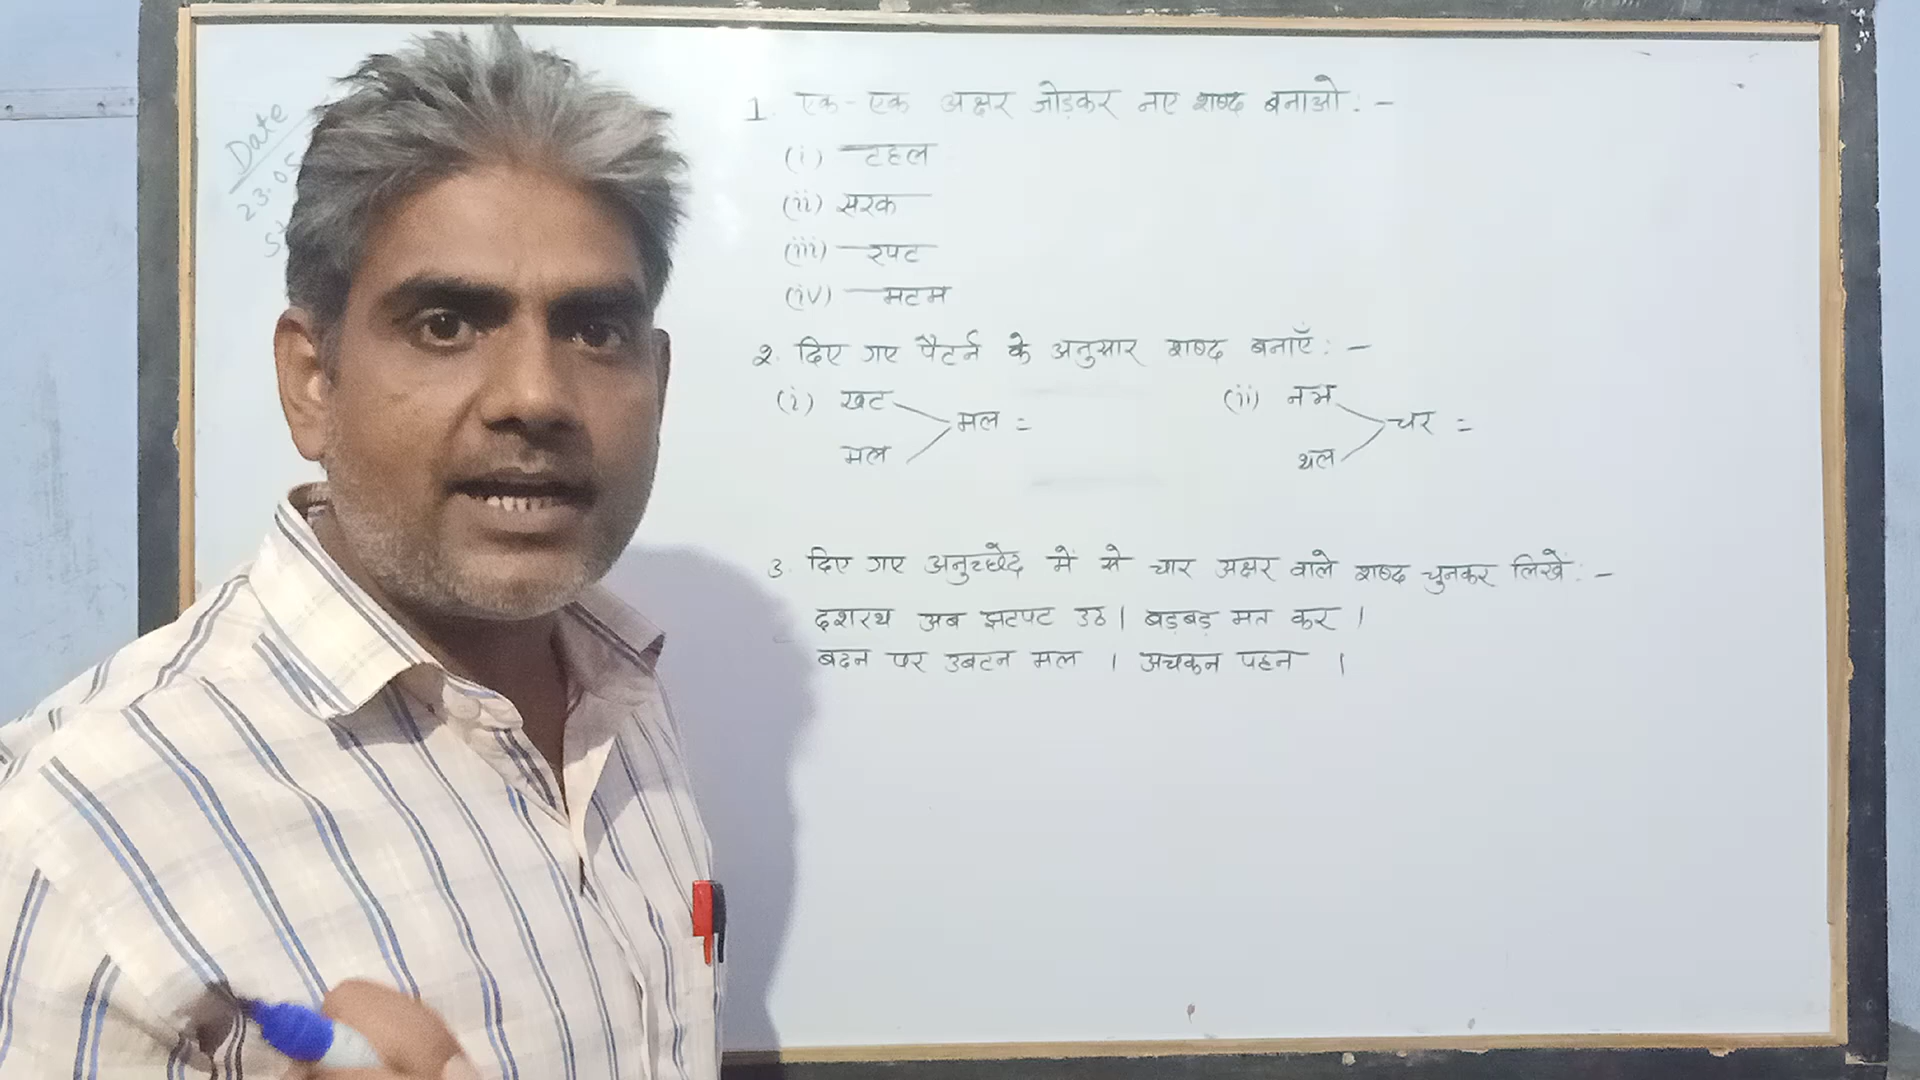 Date
23.05
1. एक-एक अक्षर जोड़कर नए शब्द बनाओ : -
(i) —टहल
(ii) सरक—
(iii) —रपट
(iv) —मटम
2. दिए गए पैटर्न के अनुसार शब्द बनाएँ : -
(i) खट मल =
मल
(ii) नभ चर =
थल
3. दिए गए अनुच्छेद में से चार अक्षर वाले शब्द चुनकर लिखें : -
दशरथ अब झटपट उठ । बड़बड़ मत कर ।
बदन पर उबटन मल । अचकन पहन ।